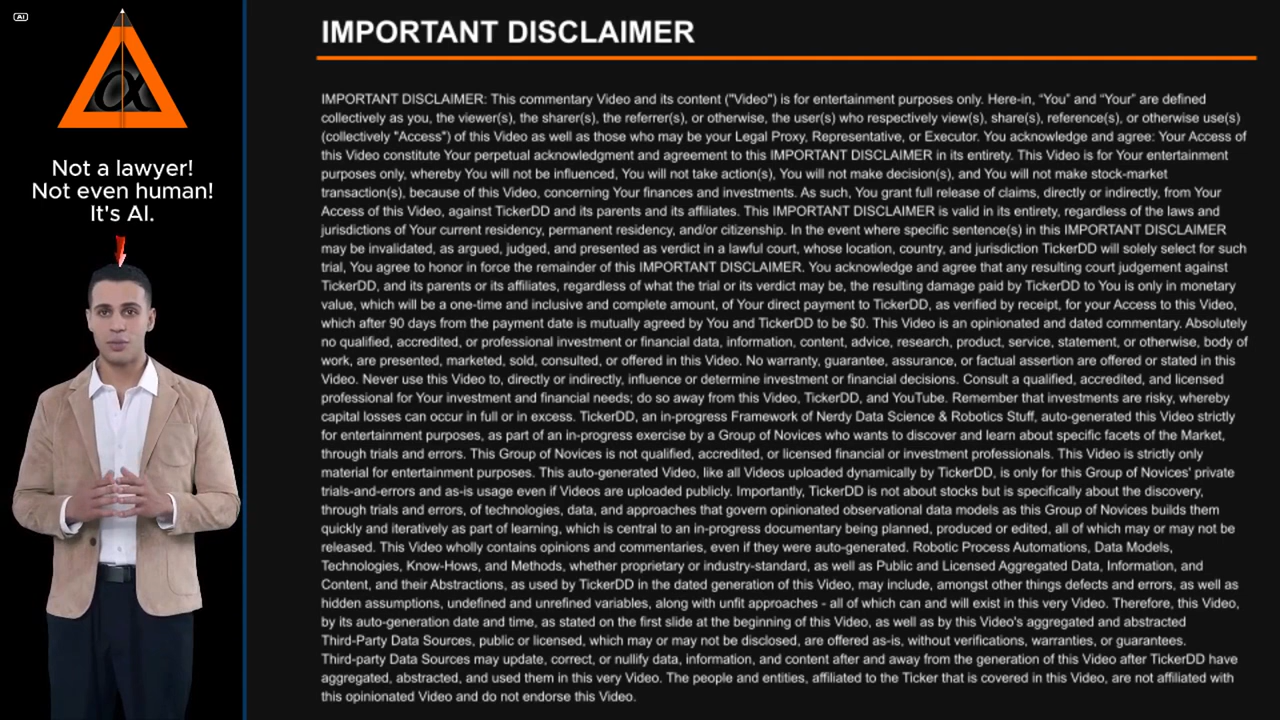 AI
IMPORTANT DISCLAIMER
α
Not a lawyer!
Not even human!
It's AI.
IMPORTANT DISCLAIMER: This commentary Video and its content ("Video") is for entertainment purposes only. Here-in, “You” and “Your” are defined
collectively as you, the viewer(s), the sharer(s), the referrer(s), or otherwise, the user(s) who respectively view(s), share(s), reference(s), or otherwise use(s)
(collectively "Access") of this Video as well as those who may be your Legal Proxy, Representative, or Executor. You acknowledge and agree: Your Access of
this Video constitute Your perpetual acknowledgment and agreement to this IMPORTANT DISCLAIMER in its entirety. This Video is for Your entertainment
purposes only, whereby You will not be influenced, You will not take action(s), You will not make decision(s), and You will not make stock-market
transaction(s), because of this Video, concerning Your finances and investments. As such, You grant full release of claims, directly or indirectly, from Your
Access of this Video, against TickerDD and its parents and its affiliates. This IMPORTANT DISCLAIMER is valid in its entirety, regardless of the laws and
jurisdictions of Your current residency, permanent residency, and/or citizenship. In the event where specific sentence(s) in this IMPORTANT DISCLAIMER
may be invalidated, as argued, judged, and presented as verdict in a lawful court, whose location, country, and jurisdiction TickerDD will solely select for such
trial, You agree to honor in force the remainder of this IMPORTANT DISCLAIMER. You acknowledge and agree that any resulting court judgement against
TickerDD, and its parents or its affiliates, regardless of what the trial or its verdict may be, the resulting damage paid by TickerDD to You is only in monetary
value, which will be a one-time and inclusive and complete amount, of Your direct payment to TickerDD, as verified by receipt, for your Access to this Video,
which after 90 days from the payment date is mutually agreed by You and TickerDD to be $0. This Video is an opinionated and dated commentary. Absolutely
no qualified, accredited, or professional investment or financial data, information, content, advice, research, product, service, statement, or otherwise, body of
work, are presented, marketed, sold, consulted, or offered in this Video. No warranty, guarantee, assurance, or factual assertion are offered or stated in this
Video. Never use this Video to, directly or indirectly, influence or determine investment or financial decisions. Consult a qualified, accredited, and licensed
professional for Your investment and financial needs; do so away from this Video, TickerDD, and YouTube. Remember that investments are risky, whereby
capital losses can occur in full or in excess. TickerDD, an in-progress Framework of Nerdy Data Science & Robotics Stuff, auto-generated this Video strictly
for entertainment purposes, as part of an in-progress exercise by a Group of Novices who wants to discover and learn about specific facets of the Market,
through trials and errors. This Group of Novices is not qualified, accredited, or licensed financial or investment professionals. This Video is strictly only
material for entertainment purposes. This auto-generated Video, like all Videos uploaded dynamically by TickerDD, is only for this Group of Novices' private
trials-and-errors and as-is usage even if Videos are uploaded publicly. Importantly, TickerDD is not about stocks but is specifically about the discovery,
through trials and errors, of technologies, data, and approaches that govern opinionated observational data models as this Group of Novices builds them
quickly and iteratively as part of learning, which is central to an in-progress documentary being planned, produced or edited, all of which may or may not be
released. This Video wholly contains opinions and commentaries, even if they were auto-generated. Robotic Process Automations, Data Models,
Technologies, Know-Hows, and Methods, whether proprietary or industry-standard, as well as Public and Licensed Aggregated Data, Information, and
Content, and their Abstractions, as used by TickerDD in the dated generation of this Video, may include, amongst other things defects and errors, as well as
hidden assumptions, undefined and unrefined variables, along with unfit approaches - all of which can and will exist in this very Video. Therefore, this Video,
by its auto-generation date and time, as stated on the first slide at the beginning of this Video, as well as by this Video's aggregated and abstracted
Third-Party Data Sources, public or licensed, which may or may not be disclosed, are offered as-is, without verifications, warranties, or guarantees.
Third-party Data Sources may update, correct, or nullify data, information, and content after and away from the generation of this Video after TickerDD have
aggregated, abstracted, and used them in this very Video. The people and entities, affiliated to the Ticker that is covered in this Video, are not affiliated with
this opinionated Video and do not endorse this Video.